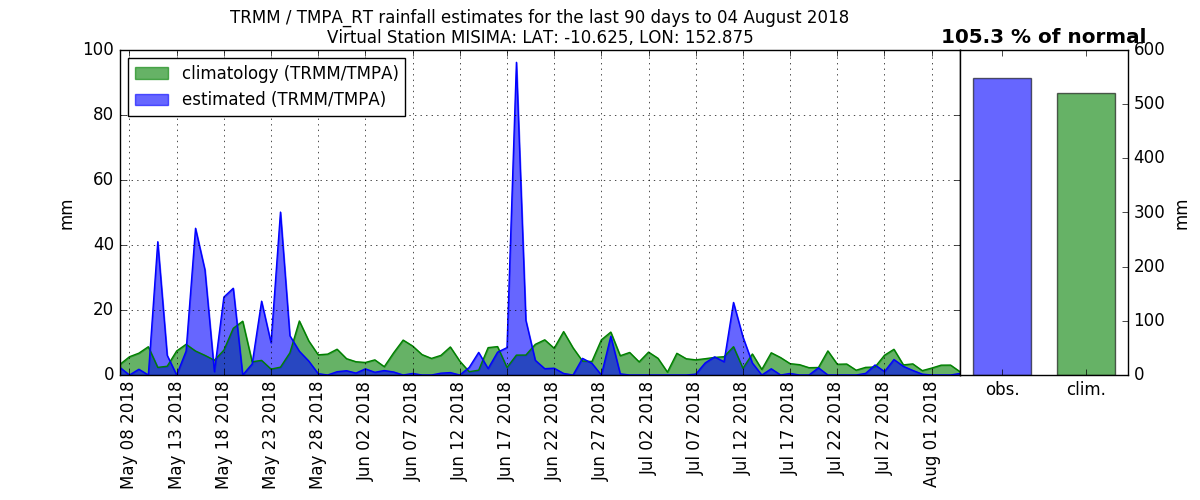 TRMM / TMPA_RT rainfall estimates for the last 90 days to 04 August 2018
Virtual Station MISIMA: LAT: -10.625, LON: 152.875
105.3 % of normal
climatology (TRMM/TMPA)
estimated (TRMM/TMPA)
mm
100
80
60
40
20
0
May 08 2018
May 13 2018
May 18 2018
May 23 2018
May 28 2018
Jun 02 2018
Jun 07 2018
Jun 12 2018
Jun 17 2018
Jun 22 2018
Jun 27 2018
Jul 02 2018
Jul 07 2018
Jul 12 2018
Jul 17 2018
Jul 22 2018
Jul 27 2018
Aug 01 2018
obs.
clim.
600
500
400
300
200
100
0
mm